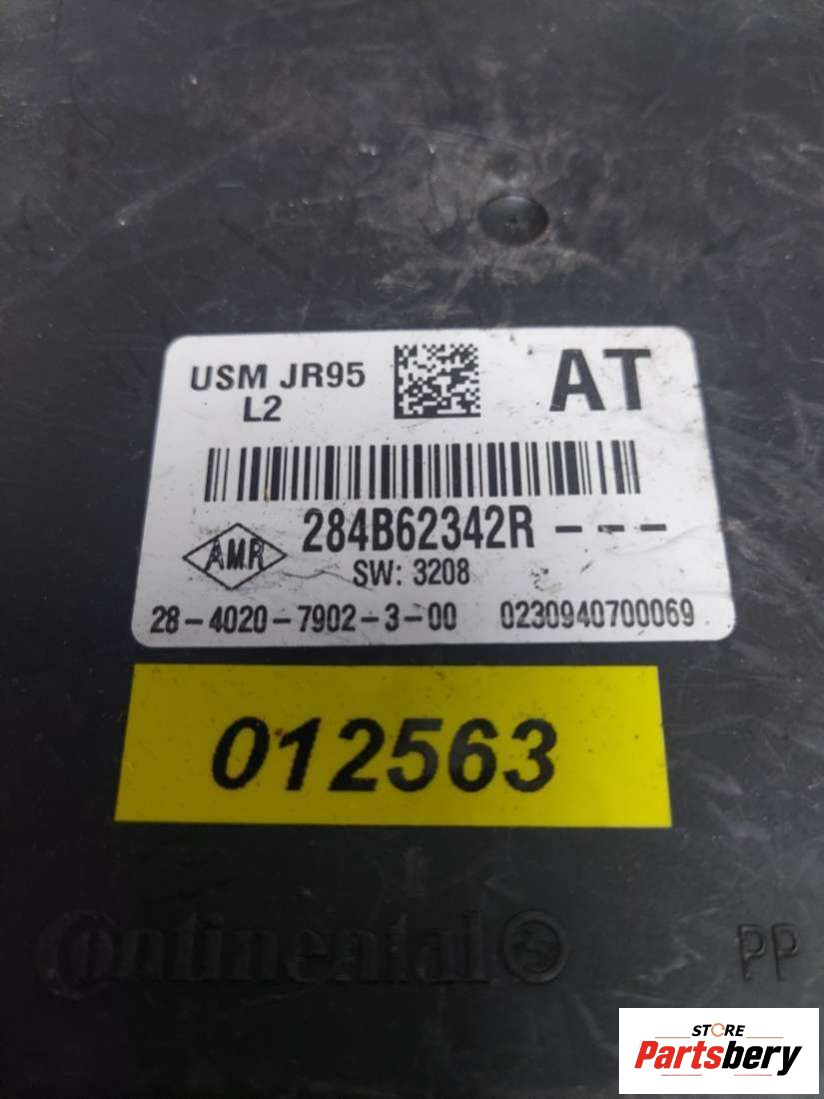 USM JR95
L2
AT
284B62342R - - -
AMR
SW: 3208
28-4020-7902-3-00 0230940700069
012563
Continental
PP
STORE
Partsbery